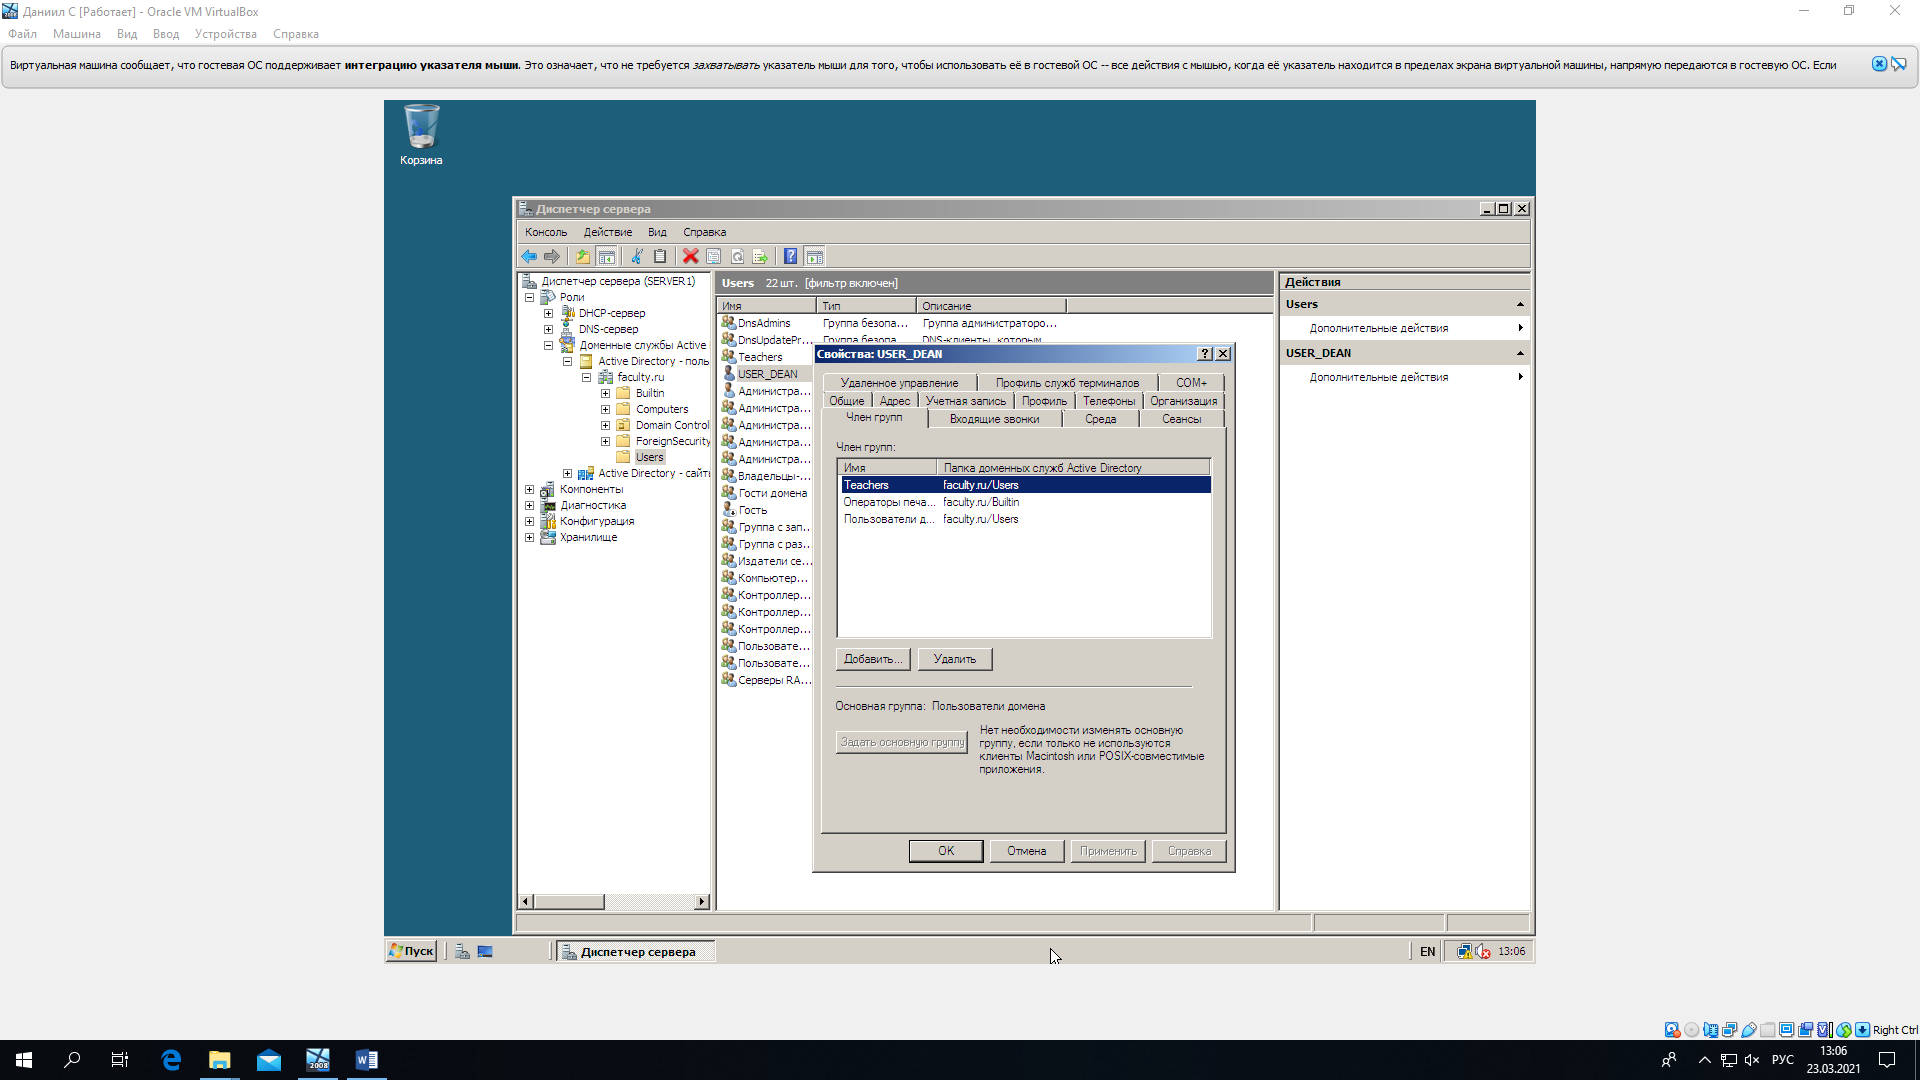 Даниил С [Работает] - Oracle VM VirtualBox
Файл Машина Вид Ввод Устройства Справка
Виртуальная машина сообщает, что гостевая ОС поддерживает интеграцию указателя мыши. Это означает, что не требуется захватывать указатель мыши для того, чтобы использовать её в гостевой ОС -- все действия с мышью, когда её указатель находится в пределах экрана виртуальной машины, напрямую передаются в гостевую ОС. Если
Корзина
Диспетчер сервера
Консоль Действие Вид Справка
Диспетчер сервера (SERVER1)
Роли
DHCP-сервер
DNS-сервер
Доменные службы Active
Active Directory - поль
faculty.ru
Builtin
Computers
Domain Control
ForeignSecurity
Users
Active Directory - сайт
Компоненты
Диагностика
Конфигурация
Хранилище
Users 22 шт. [фильтр включен]
Имя Тип Описание
DnsAdmins Группа безопа... Группа администраторо...
DnsUpdatePr... Группа безопа... DNS-клиенты, которым
Teachers
USER_DEAN
Администра...
Администра...
Администра...
Администра...
Администра...
Владельцы-...
Гости домена
Гость
Группа с зап...
Группа с раз...
Издатели се...
Компьютер...
Контроллер...
Контроллер...
Контроллер...
Пользовате...
Пользовате...
Серверы RA...
Свойства: USER_DEAN
Удаленное управление Профиль служб терминалов COM+
Общие Адрес Учетная запись Профиль Телефоны Организация
Член групп Входящие звонки Среда Сеансы
Член групп:
Имя Папка доменных служб Active Directory
Teachers faculty.ru/Users
Операторы печа... faculty.ru/Builtin
Пользователи д... faculty.ru/Users
Добавить... Удалить
Основная группа: Пользователи домена
Задать основную группу
Нет необходимости изменять основную
группу, если только не используются
клиенты Macintosh или POSIX-совместимые
приложения.
OK Отмена Применить Справка
Действия
Users
Дополнительные действия
USER_DEAN
Дополнительные действия
Пуск Диспетчер сервера EN 13:06
Right Ctrl
2008
РУС 13:06
23.03.2021